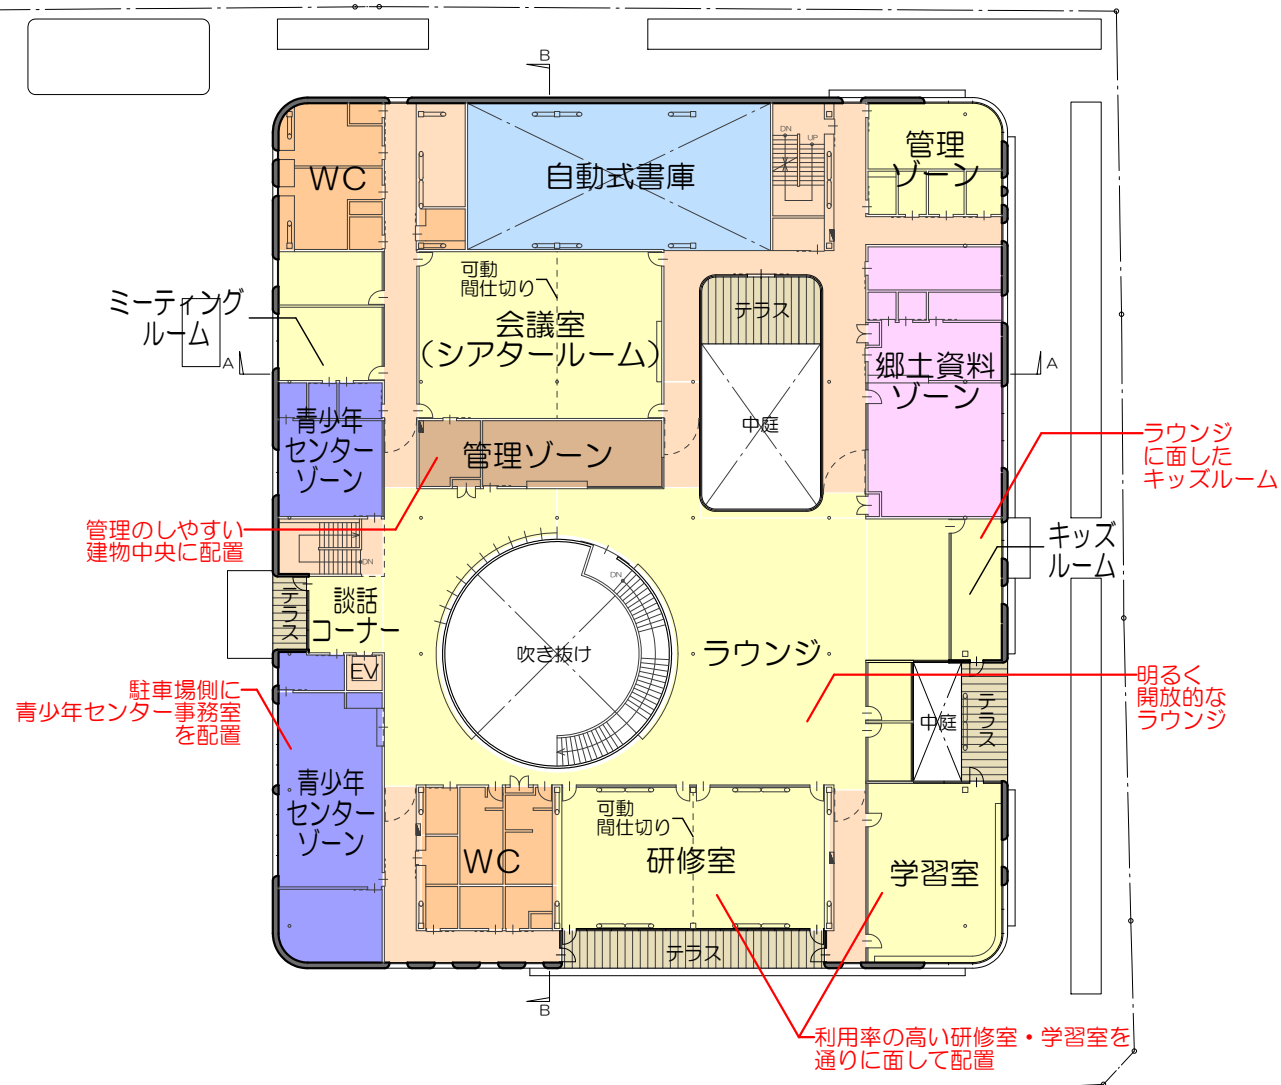 B
WC
自動式書庫
DN
UP
管理
ゾーン
可動
間仕切り
ミーティング
ルーム
会議室
(シアタールーム)
テラス
A
A
郷土資料
ゾーン
青少年
センター
ゾーン
中庭
管理ゾーン
ラウンジ
に面した
キッズルーム
管理のしやすい
建物中央に配置
キッズ
ルーム
DN
DN
テラス
談話
コーナー
吹き抜け
ラウンジ
EV
駐車場側に
青少年センター事務室
を配置
明るく
開放的な
ラウンジ
中庭
テラス
青少年
センター
ゾーン
可動
間仕切り
WC
研修室
学習室
テラス
B
利用率の高い研修室・学習室を
通りに面して配置